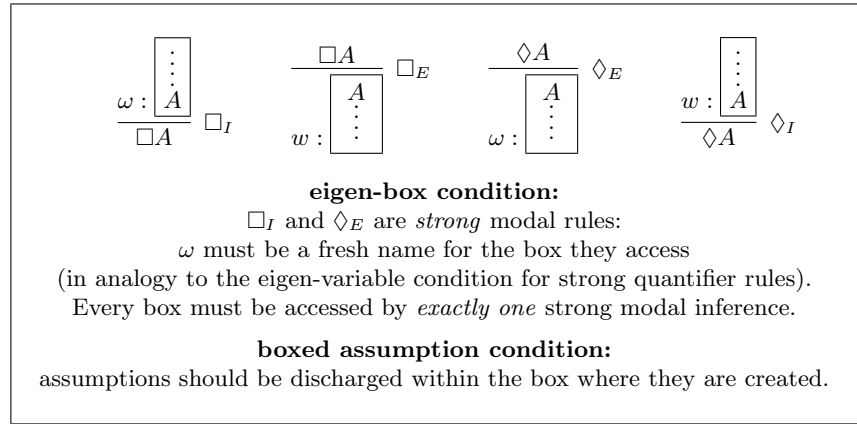 ω : A / □A □I
□A / w : A □E
◊A / ω : A ◊E
w : A / ◊A ◊I
eigen-box condition:
□I and ◊E are strong modal rules:
ω must be a fresh name for the box they access
(in analogy to the eigen-variable condition for strong quantifier rules).
Every box must be accessed by exactly one strong modal inference.
boxed assumption condition:
assumptions should be discharged within the box where they are created.